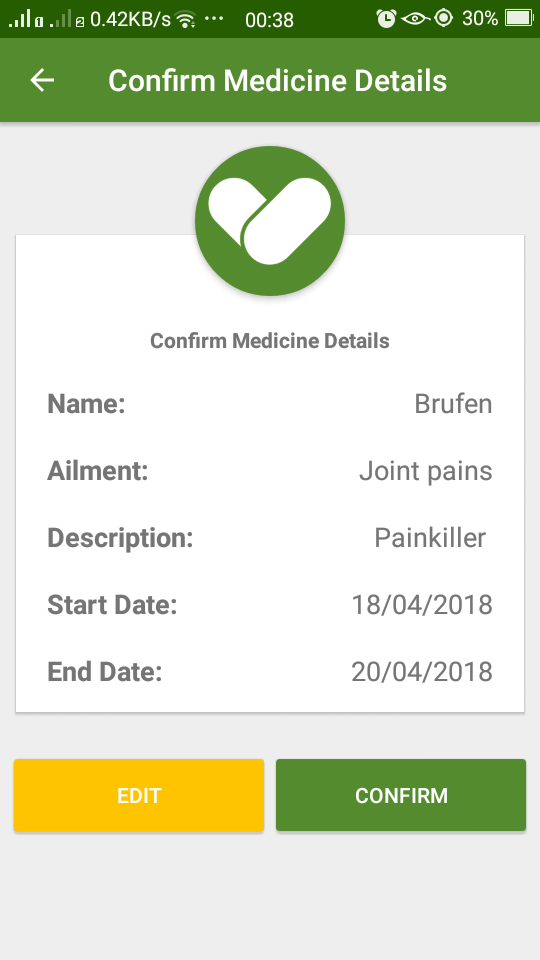 0.42KB/s ... 00:38 30%
Confirm Medicine Details
Confirm Medicine Details
Name: Brufen
Ailment: Joint pains
Description: Painkiller
Start Date: 18/04/2018
End Date: 20/04/2018
EDIT CONFIRM